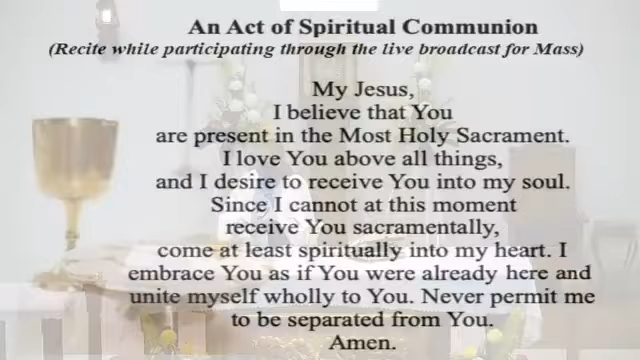 An Act of Spiritual Communion
(Recite while participating through the live broadcast for Mass)
My Jesus,
I believe that You
are present in the Most Holy Sacrament.
I love You above all things,
and I desire to receive You into my soul.
Since I cannot at this moment
receive You sacramentally,
come at least spiritually into my heart. I
embrace You as if You were already here and
unite myself wholly to You. Never permit me
to be separated from You.
Amen.